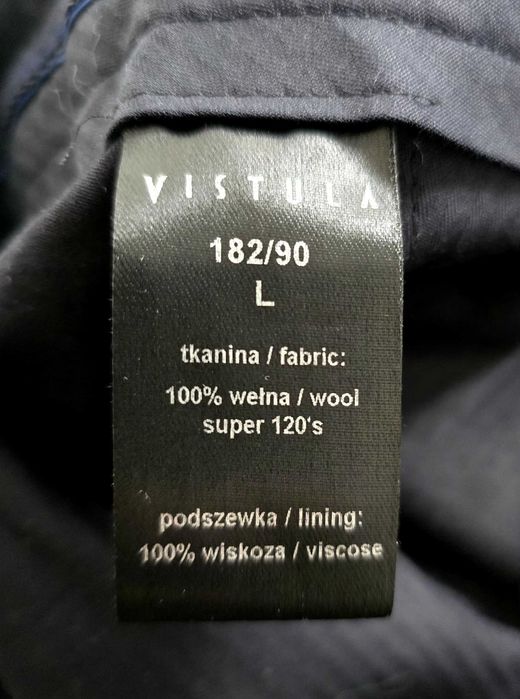 VISTULA
182/90
L
tkanina / fabric:
100% wełna / wool
super 120's
podszewka / lining:
100% wiskoza / viscose